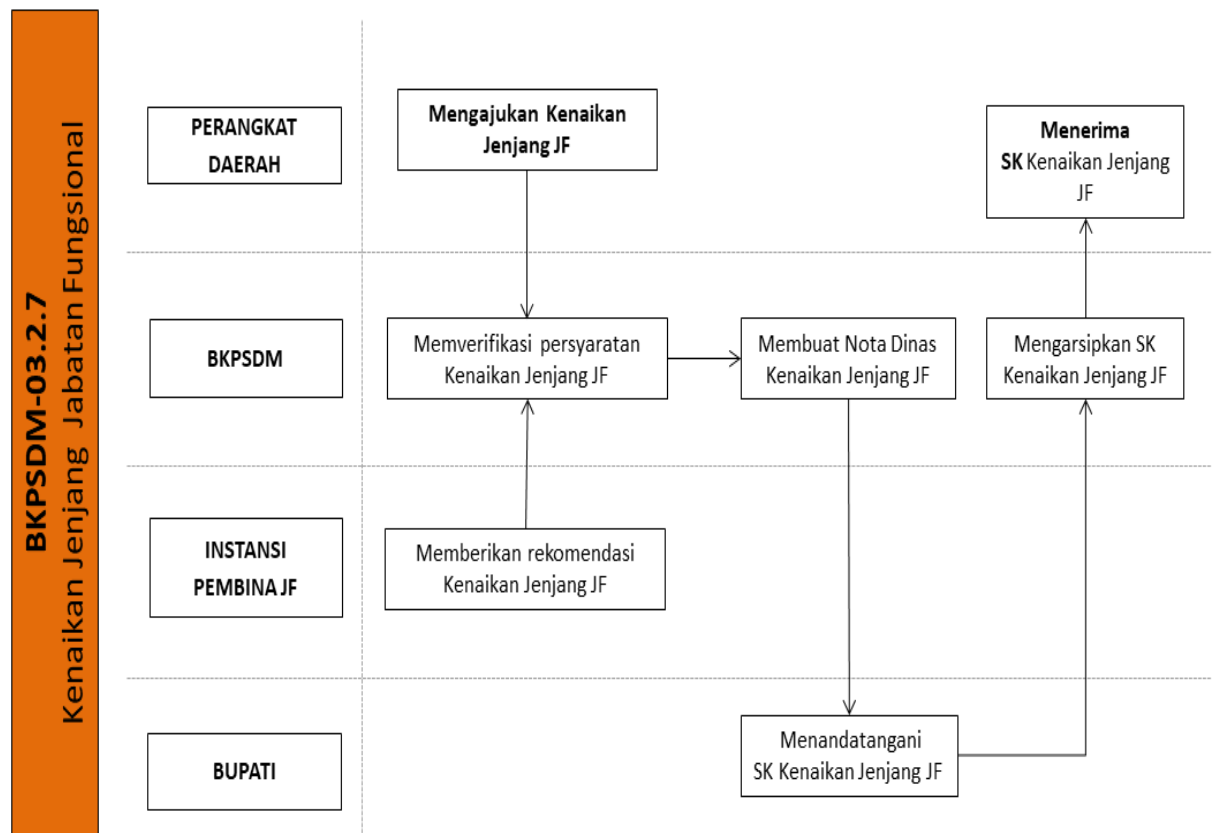 BKPSDM-03.2.7
Kenaikan Jenjang Jabatan Fungsional
PERANGKAT
DAERAH
Mengajukan Kenaikan
Jenjang JF
Menerima
SK Kenaikan Jenjang
JF
BKPSDM
Memverifikasi persyaratan
Kenaikan Jenjang JF
Membuat Nota Dinas
Kenaikan Jenjang JF
Mengarsipkan SK
Kenaikan Jenjang JF
INSTANSI
PEMBINA JF
Memberikan rekomendasi
Kenaikan Jenjang JF
BUPATI
Menandatangani
SK Kenaikan Jenjang JF